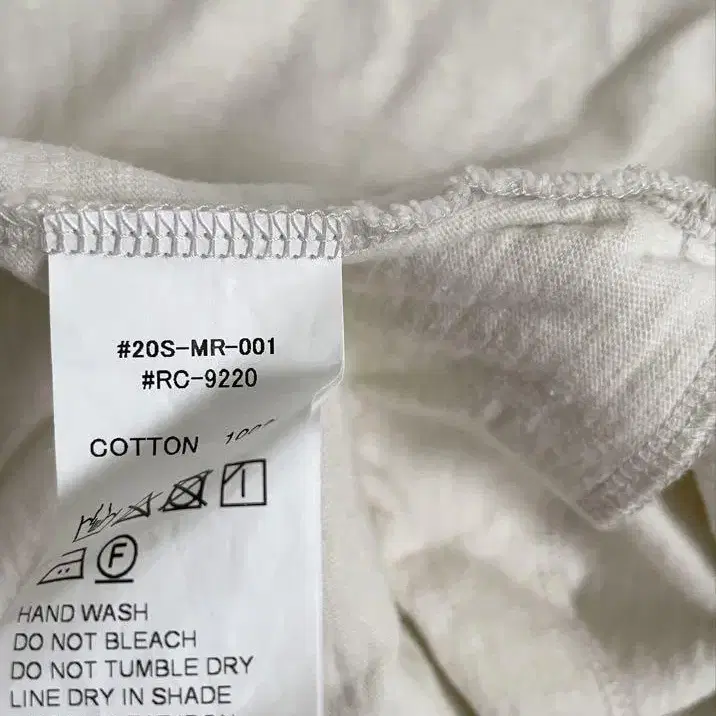 #20S-MR-001
#RC-9220
COTTON
F
HAND WASH
DO NOT BLEACH
DO NOT TUMBLE DRY
LINE DRY IN SHADE